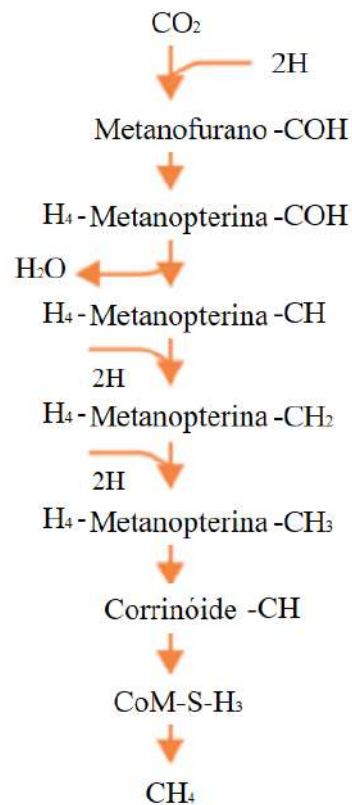 CO₂
2H
Metanofurano -COH
H₄ - Metanopterina -COH
H₂O
H₄ - Metanopterina -CH
2H
H₄ - Metanopterina -CH₂
2H
H₄ - Metanopterina -CH₃
Corrinóide -CH
CoM-S-H₃
CH₄